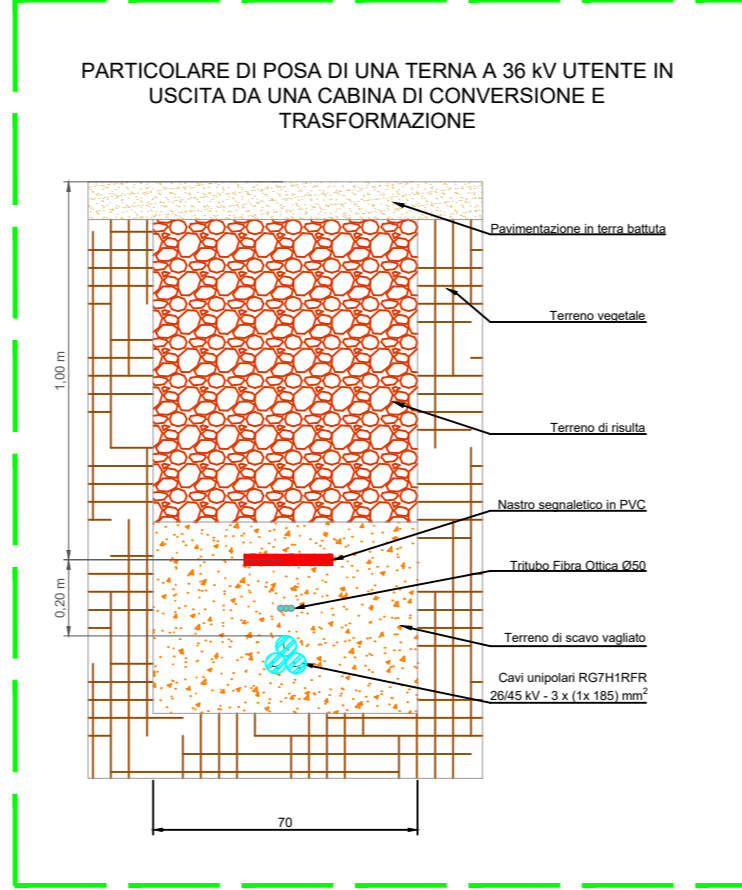 PARTICOLARE DI POSA DI UNA TERNA A 36 kV UTENTE IN
USCITA DA UNA CABINA DI CONVERSIONE E
TRASFORMAZIONE
Pavimentazione in terra battuta
Terreno vegetale
1,00 m
Terreno di risulta
Nastro segnaletico in PVC
Tritubo Fibra Ottica Ø50
0,20 m
Terreno di scavo vagliato
Cavi unipolari RG7H1RFR
26/45 kV - 3 x (1x 185) mm²
70